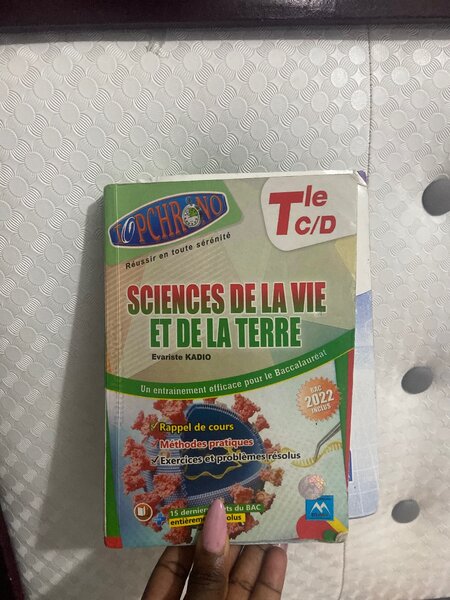 TOPCHRONO
Réussir en toute sérénité
Tle
C/D
SCIENCES DE LA VIE
ET DE LA TERRE
Evariste KADIO
Un entrainement efficace pour le Baccalauréat
BAC
2022
INCLUS
Rappel de cours
Méthodes pratiques
Exercices et problèmes résolus
15 derniers du BAC
entièrement